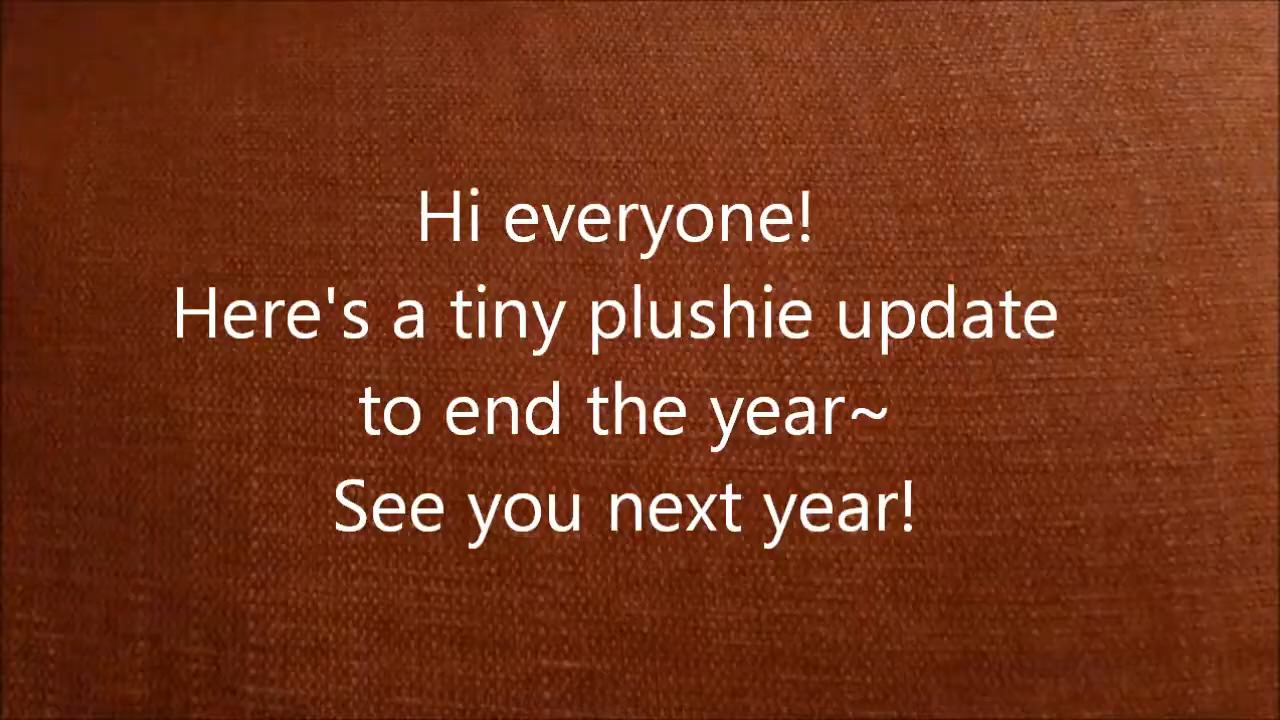 Hi everyone!
Here's a tiny plushie update
to end the year~
See you next year!